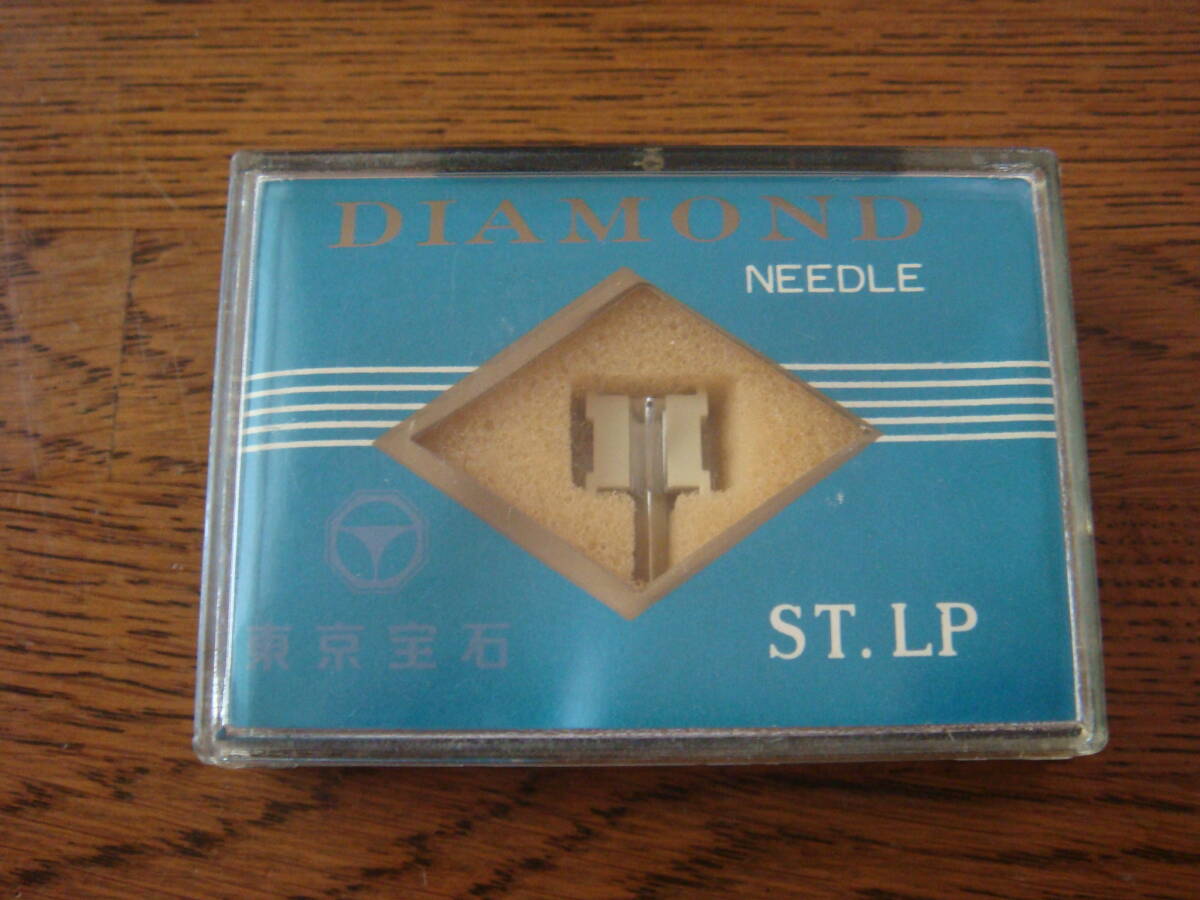 DIAMOND
NEEDLE
東京宝石
ST. LP